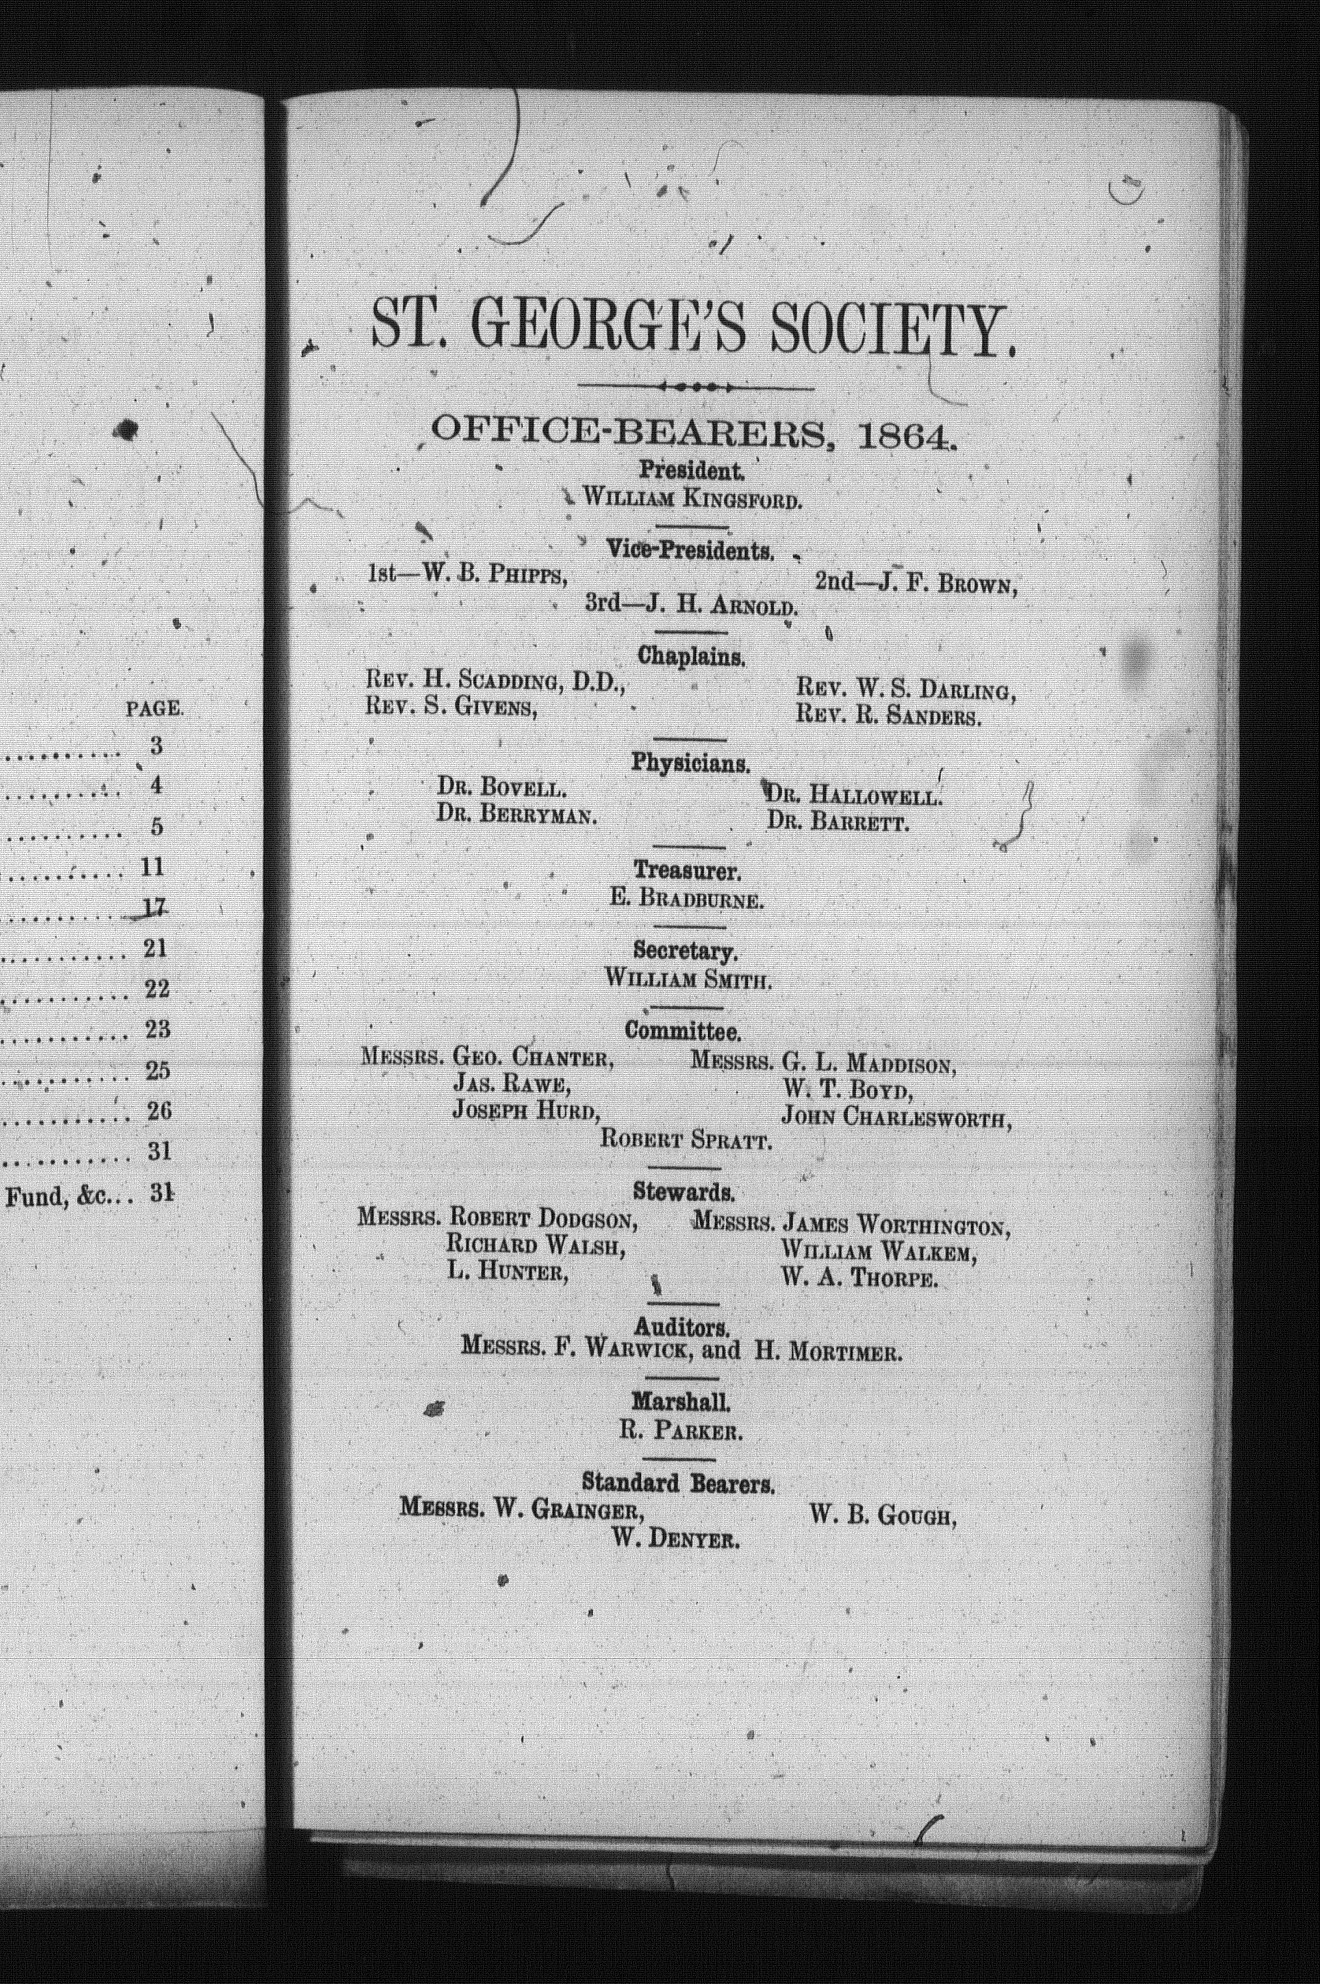 PAGE.
3
4
5
11
17
21
22
23
25
26
31
Fund, &c... 31
ST. GEORGE'S SOCIETY.
OFFICE-BEARERS, 1864.
President.
WILLIAM KINGSFORD.
Vice-Presidents.
1st—W. B. PHIPPS, 2nd—J. F. BROWN,
3rd—J. H. ARNOLD.
Chaplains.
REV. H. SCADDING, D.D., REV. W. S. DARLING,
REV. S. GIVENS, REV. R. SANDERS.
Physicians.
DR. BOVELL. DR. HALLOWELL.
DR. BERRYMAN. DR. BARRETT.
Treasurer.
E. BRADBURNE.
Secretary.
WILLIAM SMITH.
Committee.
MESSRS. GEO. CHANTER, MESSRS. G. L. MADDISON,
JAS. RAWE, W. T. BOYD,
JOSEPH HURD, JOHN CHARLESWORTH,
ROBERT SPRATT.
Stewards.
MESSRS. ROBERT DODGSON, MESSRS. JAMES WORTHINGTON,
RICHARD WALSH, WILLIAM WALKEM,
L. HUNTER, W. A. THORPE.
Auditors.
MESSRS. F. WARWICK, and H. MORTIMER.
Marshall.
R. PARKER.
Standard Bearers.
MESSRS. W. GRAINGER, W. B. GOUGH,
W. DENYER.